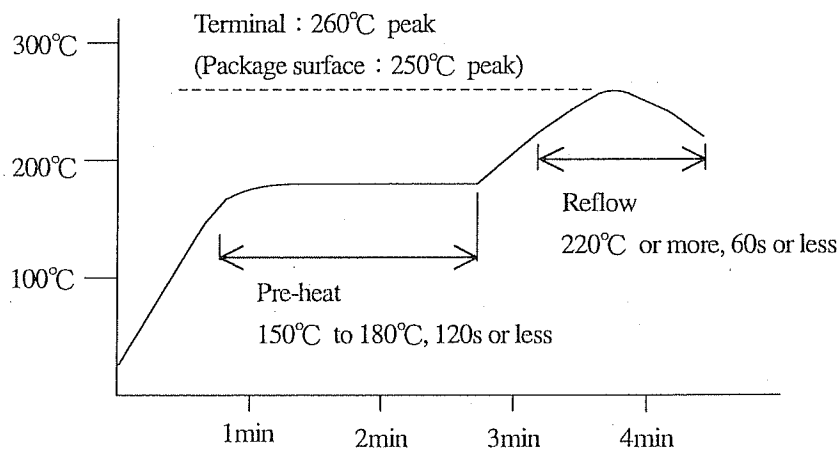 300℃
Terminal : 260℃ peak
(Package surface : 250℃ peak)
200℃
Reflow
220℃ or more, 60s or less
100℃
Pre-heat
150℃ to 180℃, 120s or less
1min
2min
3min
4min